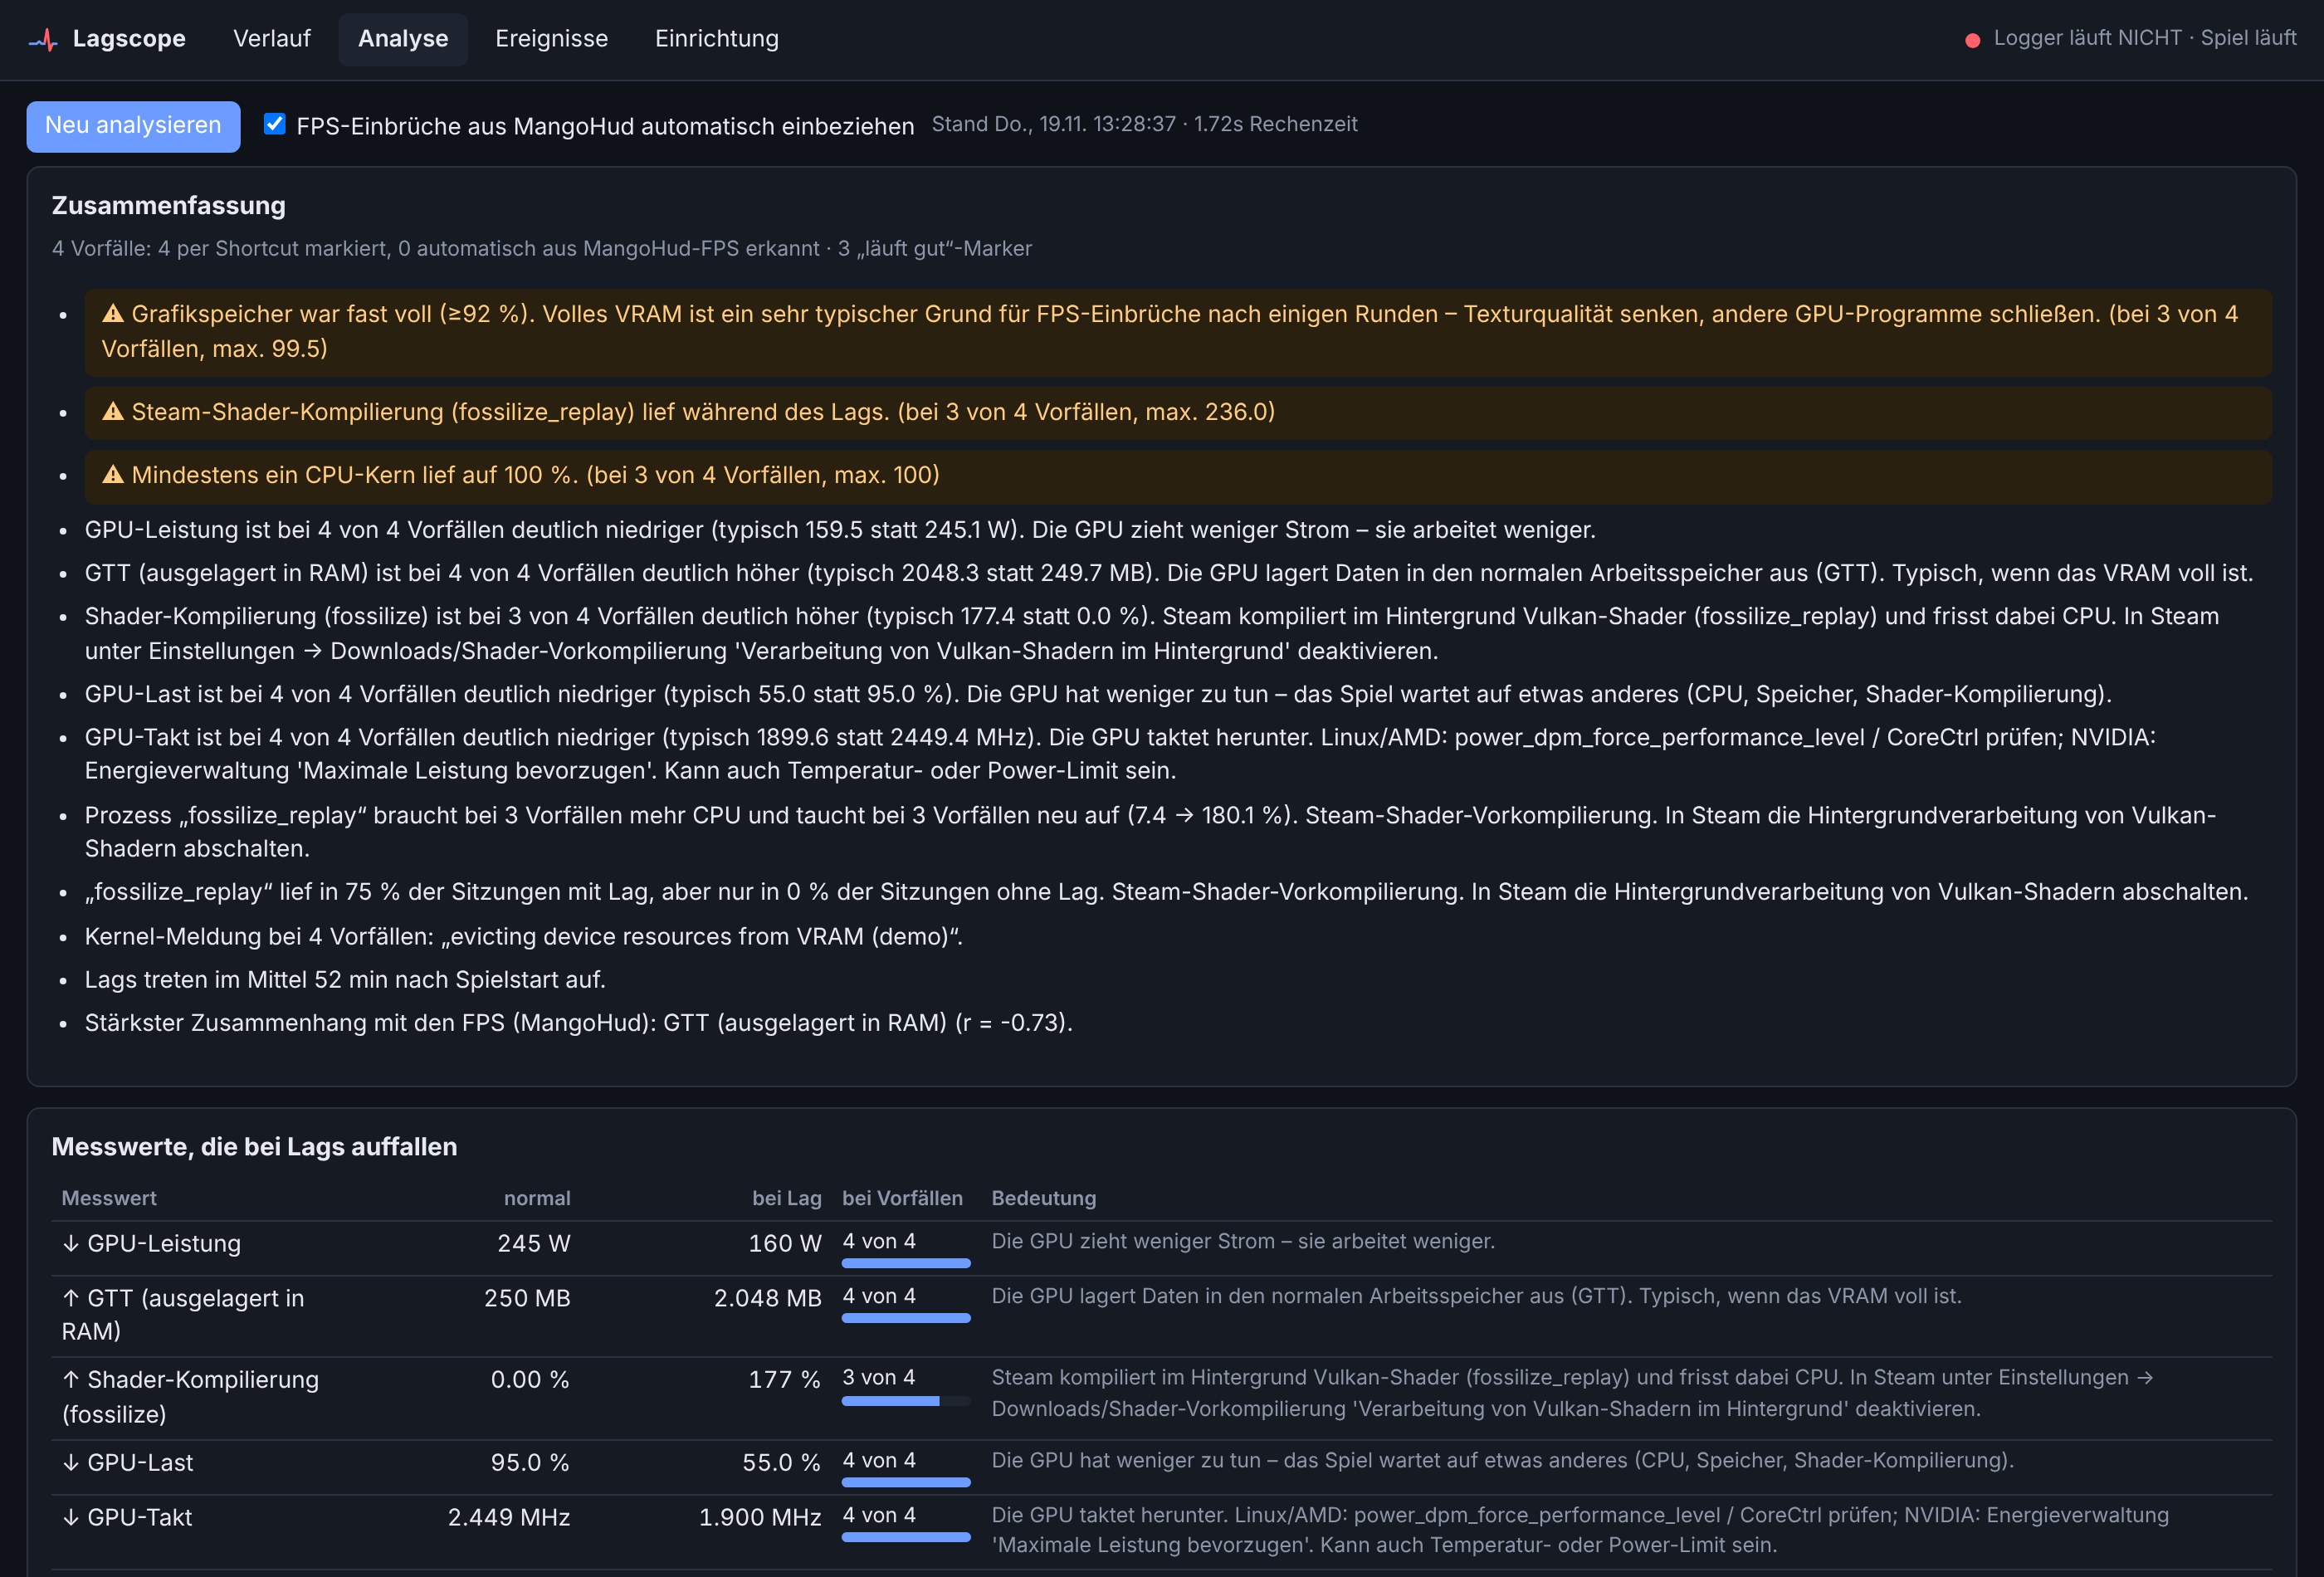 Lagscope Verlauf Analyse Ereignisse Einrichtung Logger läuft NICHT · Spiel läuft
Neu analysieren FPS-Einbrüche aus MangoHud automatisch einbeziehen Stand Do., 19.11. 13:28:37 · 1.72s Rechenzeit
Zusammenfassung
4 Vorfälle: 4 per Shortcut markiert, 0 automatisch aus MangoHud-FPS erkannt · 3 „läuft gut“-Marker
• ⚠ Grafikspeicher war fast voll (≥92 %). Volles VRAM ist ein sehr typischer Grund für FPS-Einbrüche nach einigen Runden – Texturqualität senken, andere GPU-Programme schließen. (bei 3 von 4
Vorfällen, max. 99.5)
• ⚠ Steam-Shader-Kompilierung (fossilize_replay) lief während des Lags. (bei 3 von 4 Vorfällen, max. 236.0)
• ⚠ Mindestens ein CPU-Kern lief auf 100 %. (bei 3 von 4 Vorfällen, max. 100)
• GPU-Leistung ist bei 4 von 4 Vorfällen deutlich niedriger (typisch 159.5 statt 245.1 W). Die GPU zieht weniger Strom – sie arbeitet weniger.
• GTT (ausgelagert in RAM) ist bei 4 von 4 Vorfällen deutlich höher (typisch 2048.3 statt 249.7 MB). Die GPU lagert Daten in den normalen Arbeitsspeicher aus (GTT). Typisch, wenn das VRAM voll ist.
• Shader-Kompilierung (fossilize) ist bei 3 von 4 Vorfällen deutlich höher (typisch 177.4 statt 0.0 %). Steam kompiliert im Hintergrund Vulkan-Shader (fossilize_replay) und frisst dabei CPU. In Steam
unter Einstellungen → Downloads/Shader-Vorkompilierung 'Verarbeitung von Vulkan-Shadern im Hintergrund' deaktivieren.
• GPU-Last ist bei 4 von 4 Vorfällen deutlich niedriger (typisch 55.0 statt 95.0 %). Die GPU hat weniger zu tun – das Spiel wartet auf etwas anderes (CPU, Speicher, Shader-Kompilierung).
• GPU-Takt ist bei 4 von 4 Vorfällen deutlich niedriger (typisch 1899.6 statt 2449.4 MHz). Die GPU taktet herunter. Linux/AMD: power_dpm_force_performance_level / CoreCtrl prüfen; NVIDIA:
Energieverwaltung 'Maximale Leistung bevorzugen'. Kann auch Temperatur- oder Power-Limit sein.
• Prozess „fossilize_replay“ braucht bei 3 Vorfällen mehr CPU und taucht bei 3 Vorfällen neu auf (7.4 → 180.1 %). Steam-Shader-Vorkompilierung. In Steam die Hintergrundverarbeitung von Vulkan-
Shadern abschalten.
• „fossilize_replay“ lief in 75 % der Sitzungen mit Lag, aber nur in 0 % der Sitzungen ohne Lag. Steam-Shader-Vorkompilierung. In Steam die Hintergrundverarbeitung von Vulkan-Shadern abschalten.
• Kernel-Meldung bei 4 Vorfällen: „evicting device resources from VRAM (demo)“.
• Lags treten im Mittel 52 min nach Spielstart auf.
• Stärkster Zusammenhang mit den FPS (MangoHud): GTT (ausgelagert in RAM) (r = -0.73).
Messwerte, die bei Lags auffallen
Messwert normal bei Lag bei Vorfällen Bedeutung
↓ GPU-Leistung 245 W 160 W 4 von 4 Die GPU zieht weniger Strom – sie arbeitet weniger.
↑ GTT (ausgelagert in 250 MB 2.048 MB 4 von 4 Die GPU lagert Daten in den normalen Arbeitsspeicher aus (GTT). Typisch, wenn das VRAM voll ist.
RAM)
↑ Shader-Kompilierung 0.00 % 177 % 3 von 4 Steam kompiliert im Hintergrund Vulkan-Shader (fossilize_replay) und frisst dabei CPU. In Steam unter Einstellungen →
(fossilize) Downloads/Shader-Vorkompilierung 'Verarbeitung von Vulkan-Shadern im Hintergrund' deaktivieren.
↓ GPU-Last 95.0 % 55.0 % 4 von 4 Die GPU hat weniger zu tun – das Spiel wartet auf etwas anderes (CPU, Speicher, Shader-Kompilierung).
↓ GPU-Takt 2.449 MHz 1.900 MHz 4 von 4 Die GPU taktet herunter. Linux/AMD: power_dpm_force_performance_level / CoreCtrl prüfen; NVIDIA: Energieverwaltung
'Maximale Leistung bevorzugen'. Kann auch Temperatur- oder Power-Limit sein.